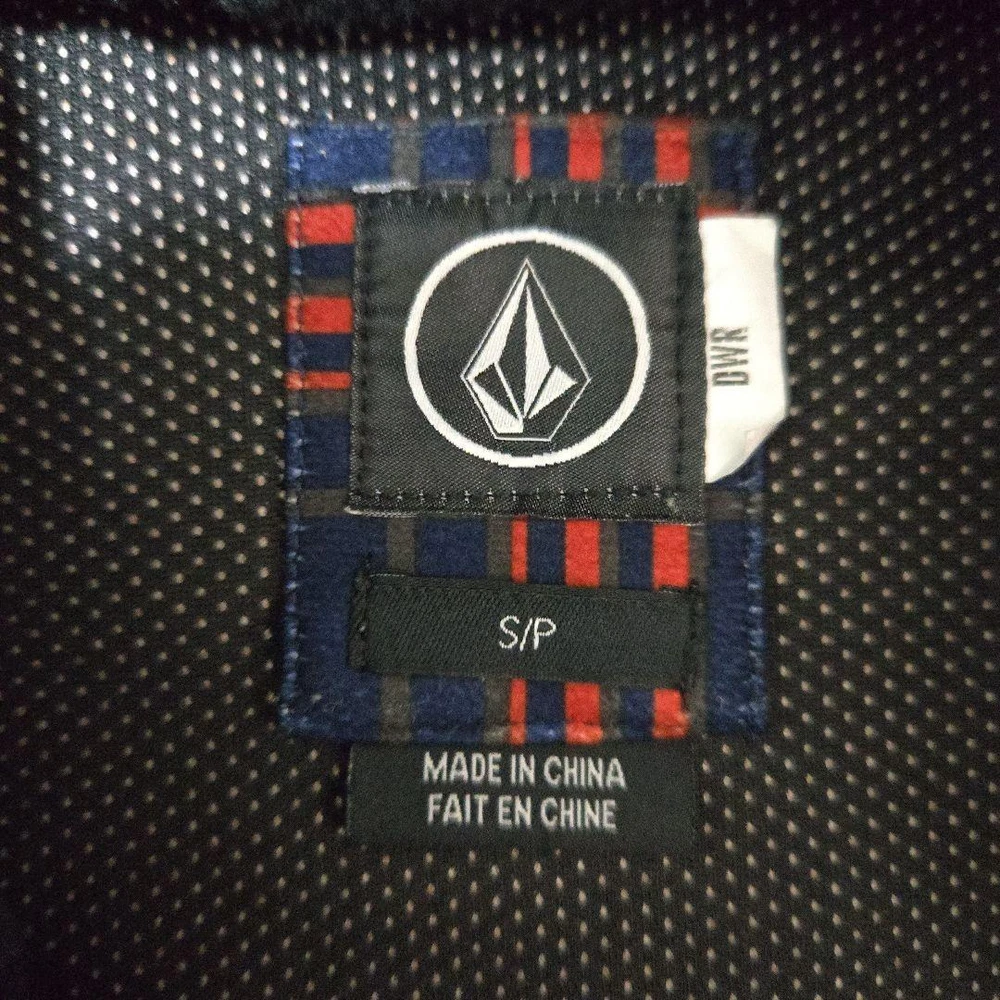 DWR
S/P
MADE IN CHINA
FAIT EN CHINE